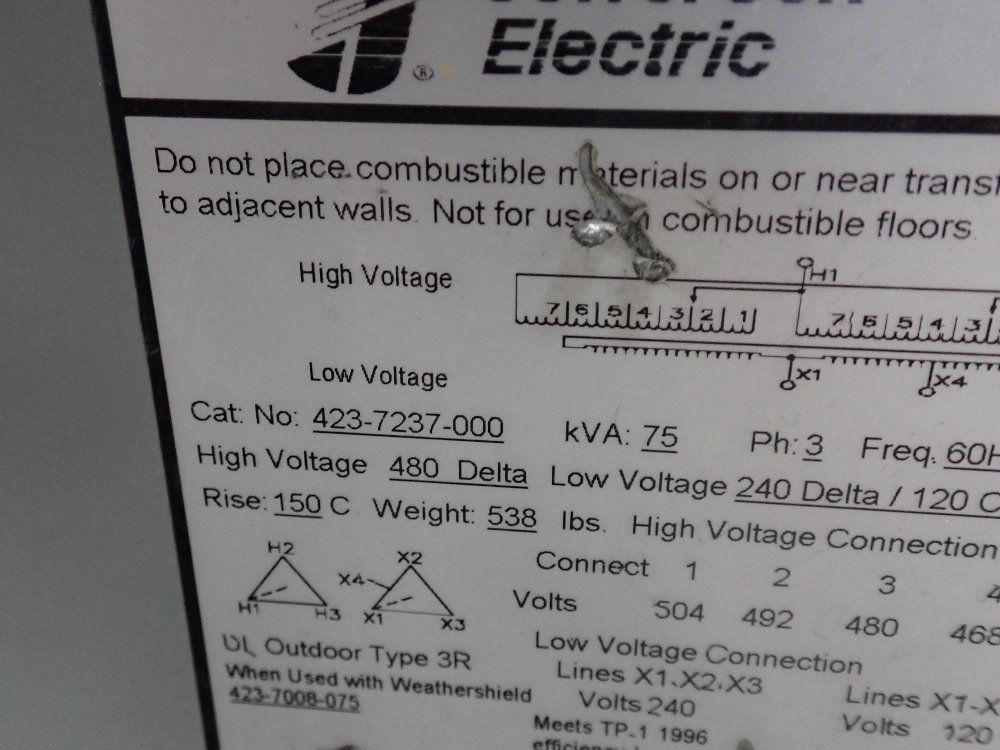 Electric
®
Do not place combustible materials on or near
to adjacent walls. Not for use combustible floors.
High Voltage
H1
7 6 5 4 3 2 1 7 6 5 4 3
Low Voltage
X1 X4
Cat: No: 423-7237-000 kVA: 75 Ph: 3 Freq. 60H
High Voltage 480 Delta Low Voltage 240 Delta / 120 C
Rise: 150 C Weight: 538 lbs. High Voltage Connection
H2 X2 X4
H1 H3 X1 X3
Connect 1 2 3 4
Volts 504 492 480 468
UL Outdoor Type 3R
When Used with Weathershield
423-7008-075
Low Voltage Connection
Lines X1.X2.X3 Lines X1-X
Volts 240 Volts 120
Meets TP-1 1996